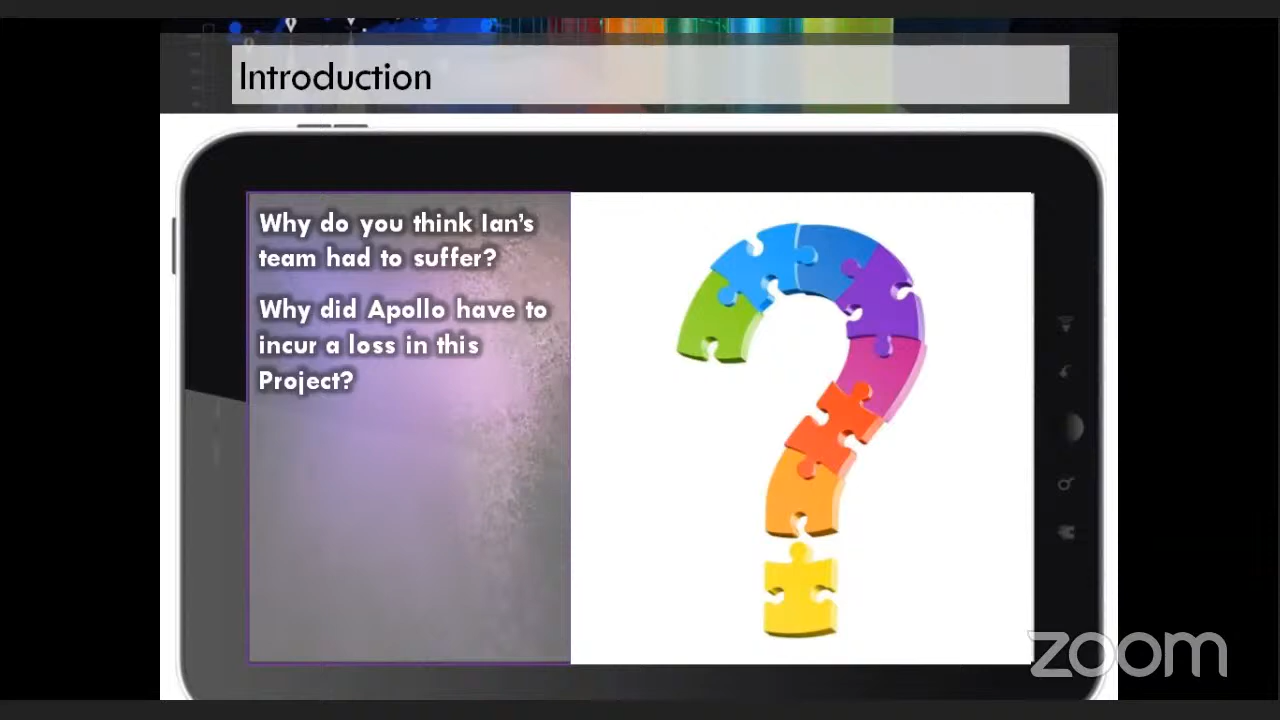 Introduction
Why do you think Ian's
team had to suffer?
Why did Apollo have to
incur a loss in this
Project?
zoom